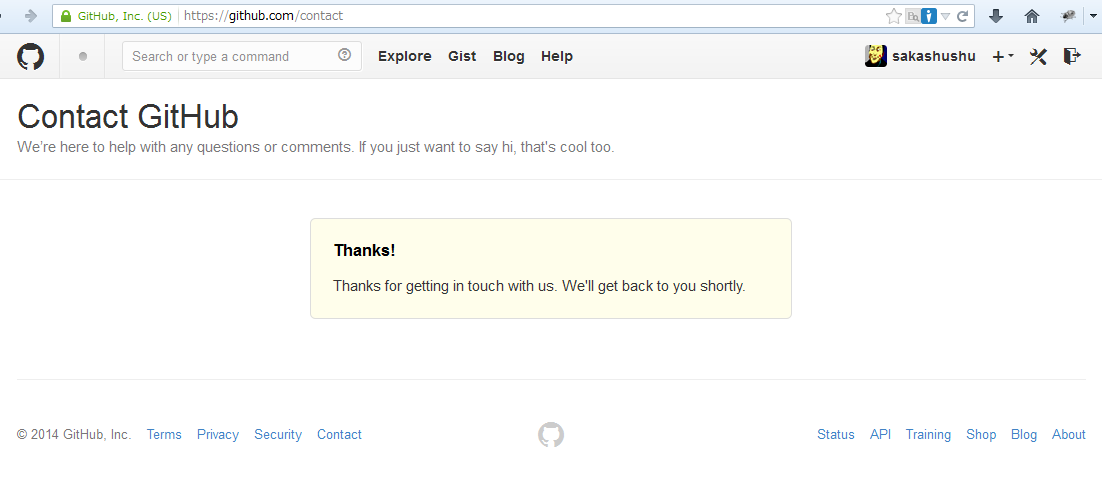 GitHub, Inc. (US) https://github.com/contact
Search or type a command Explore Gist Blog Help sakashushu
Contact GitHub
We're here to help with any questions or comments. If you just want to say hi, that's cool too.
Thanks!
Thanks for getting in touch with us. We'll get back to you shortly.
© 2014 GitHub, Inc. Terms Privacy Security Contact Status API Training Shop Blog About